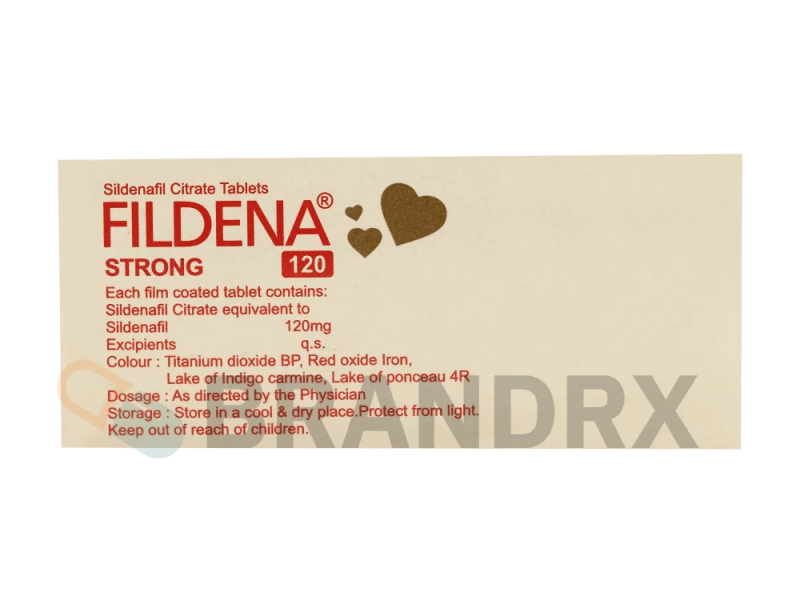 Sildenafil Citrate Tablets
FILDENA®
STRONG 120
Each film coated tablet contains:
Sildenafil Citrate equivalent to
Sildenafil 120mg
Excipients q.s.
Colour : Titanium dioxide BP, Red oxide Iron,
Lake of Indigo carmine, Lake of ponceau 4R
Dosage : As directed by the Physician
Storage : Store in a cool & dry place.Protect from light.
Keep out of reach of children.
BRANDRX